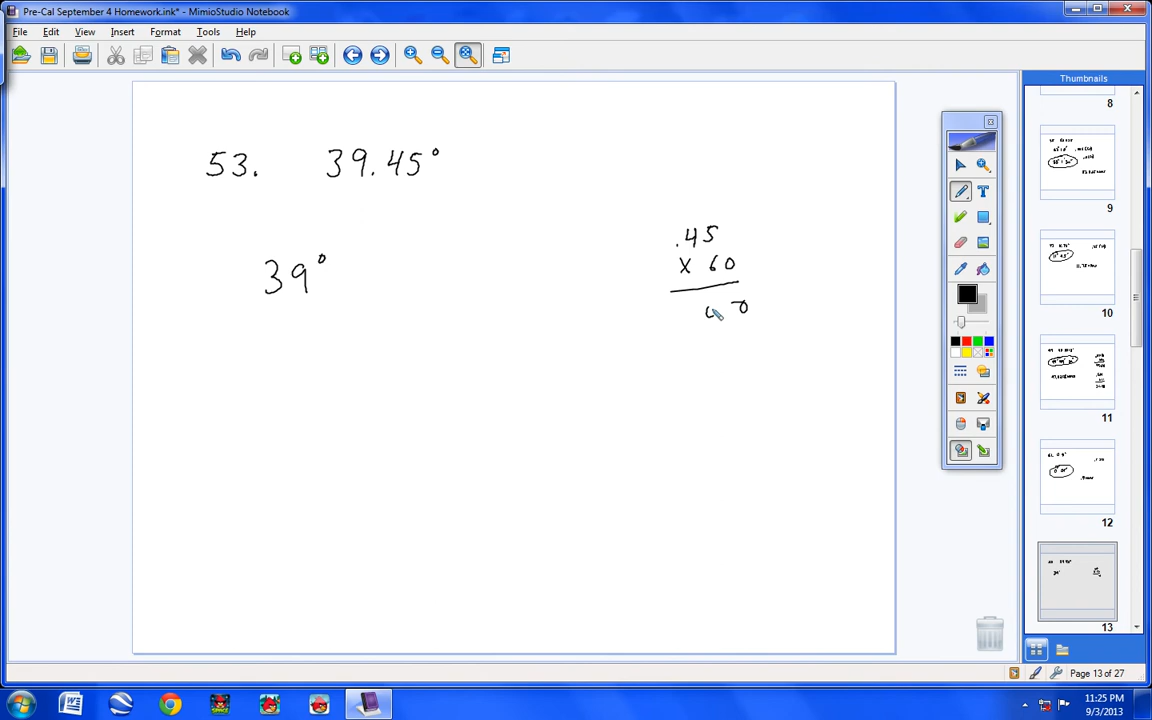 Pre-Cal September 4 Homework.ink* - MimioStudio Notebook
File Edit View Insert Format Tools Help
Thumbnails
53. 39.45°
39°
.45
x 60
0 0
8
9
10
11
12
13
Page 13 of 27
11:25 PM
9/3/2013